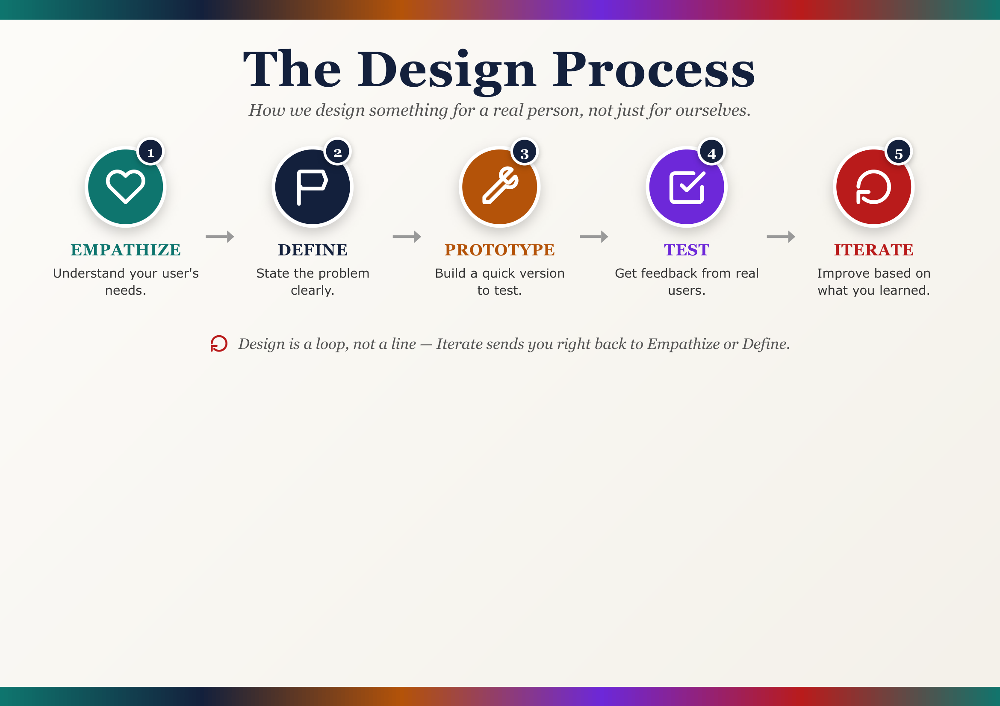 The Design Process
How we design something for a real person, not just for ourselves.
1
2
3
4
5
EMPATHIZE
DEFINE
PROTOTYPE
TEST
ITERATE
Understand your user's
needs.
State the problem
clearly.
Build a quick version
to test.
Get feedback from real
users.
Improve based on
what you learned.
Design is a loop, not a line — Iterate sends you right back to Empathize or Define.